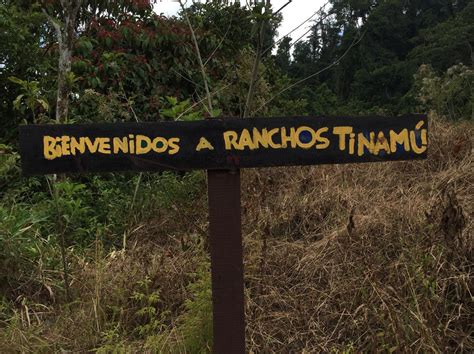 BIENVENIDOS A RANCHOS TINAMÚ